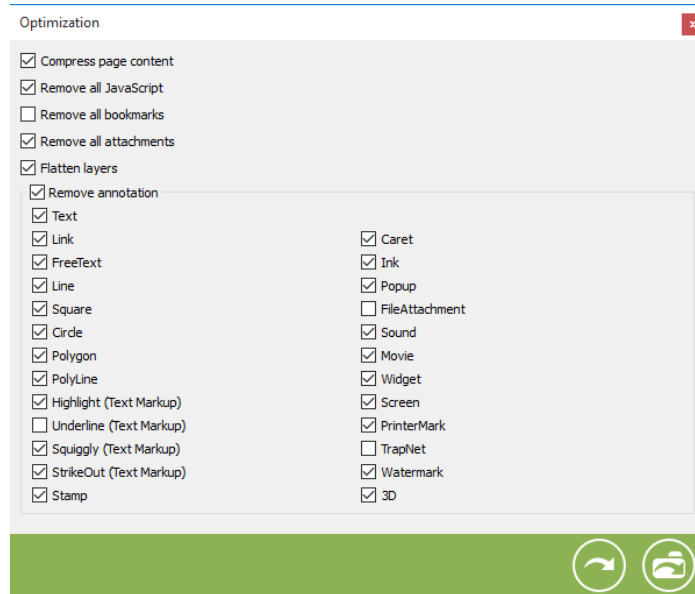 Optimization
x
Compress page content
Remove all JavaScript
Remove all bookmarks
Remove all attachments
Flatten layers
Remove annotation
Text
Link
FreeText
Line
Square
Circle
Polygon
PolyLine
Highlight (Text Markup)
Underline (Text Markup)
Squiggly (Text Markup)
StrikeOut (Text Markup)
Stamp
Caret
Ink
Popup
FileAttachment
Sound
Movie
Widget
Screen
PrinterMark
TrapNet
Watermark
3D